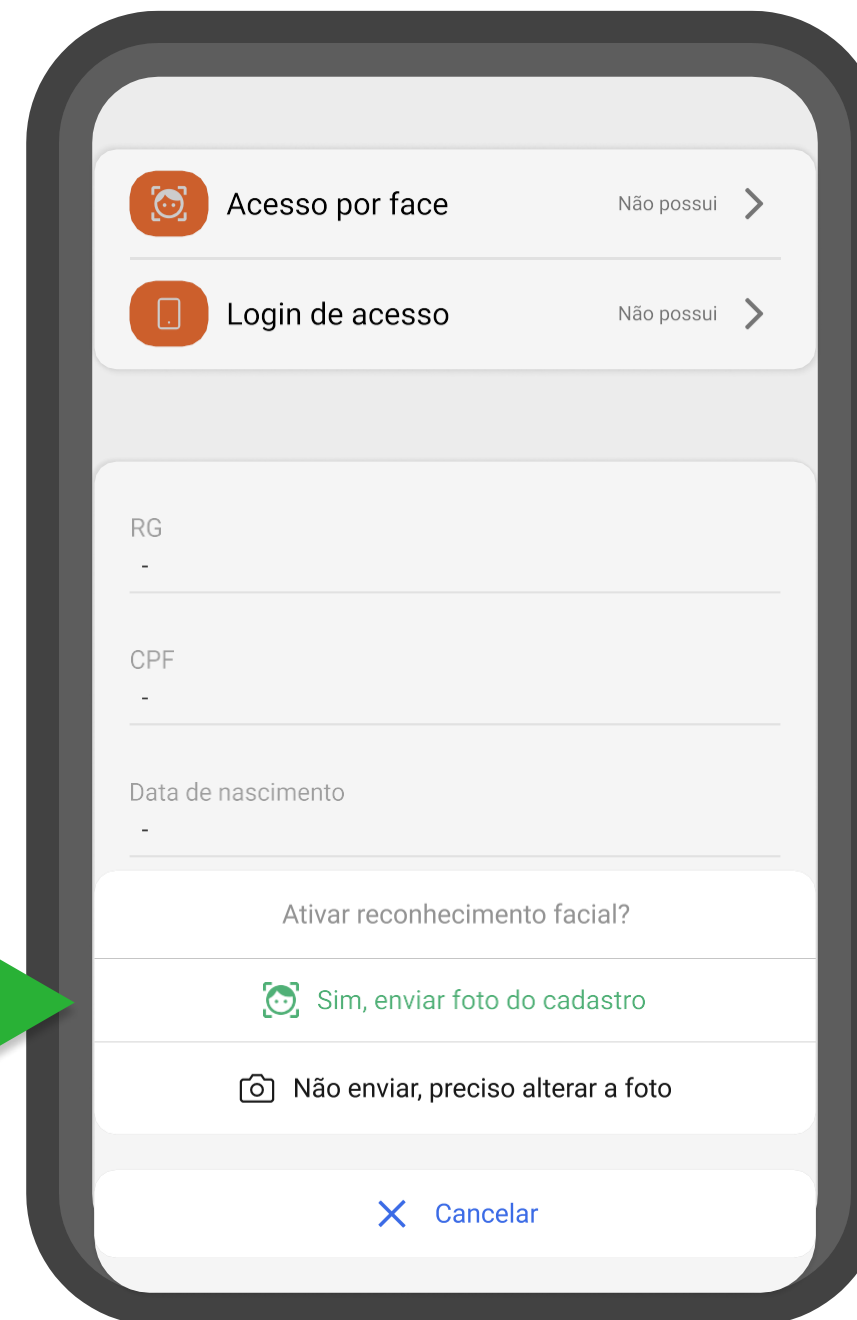 Acesso por face Não possui
Login de acesso Não possui
RG
-
CPF
-
Data de nascimento
-
Ativar reconhecimento facial?
Sim, enviar foto do cadastro
Não enviar, preciso alterar a foto
Cancelar